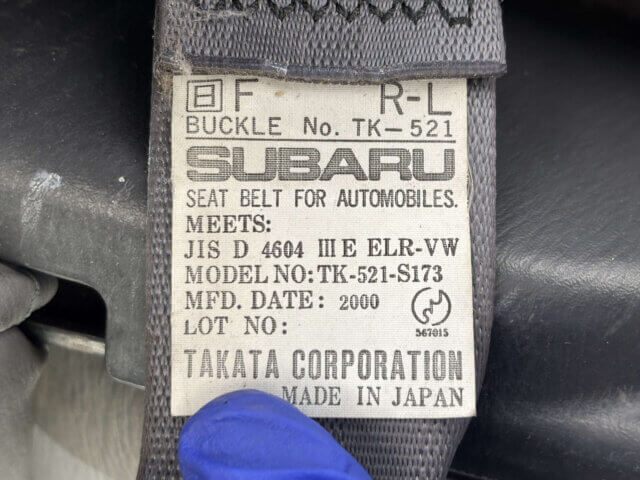 日 F R-L
BUCKLE No. TK-521
SUBARU
SEAT BELT FOR AUTOMOBILES.
MEETS:
JIS D 4604 III E ELR-VW
MODEL NO: TK-521-S173
MFD. DATE: 2000
LOT NO:
567015
TAKATA CORPORATION
MADE IN JAPAN